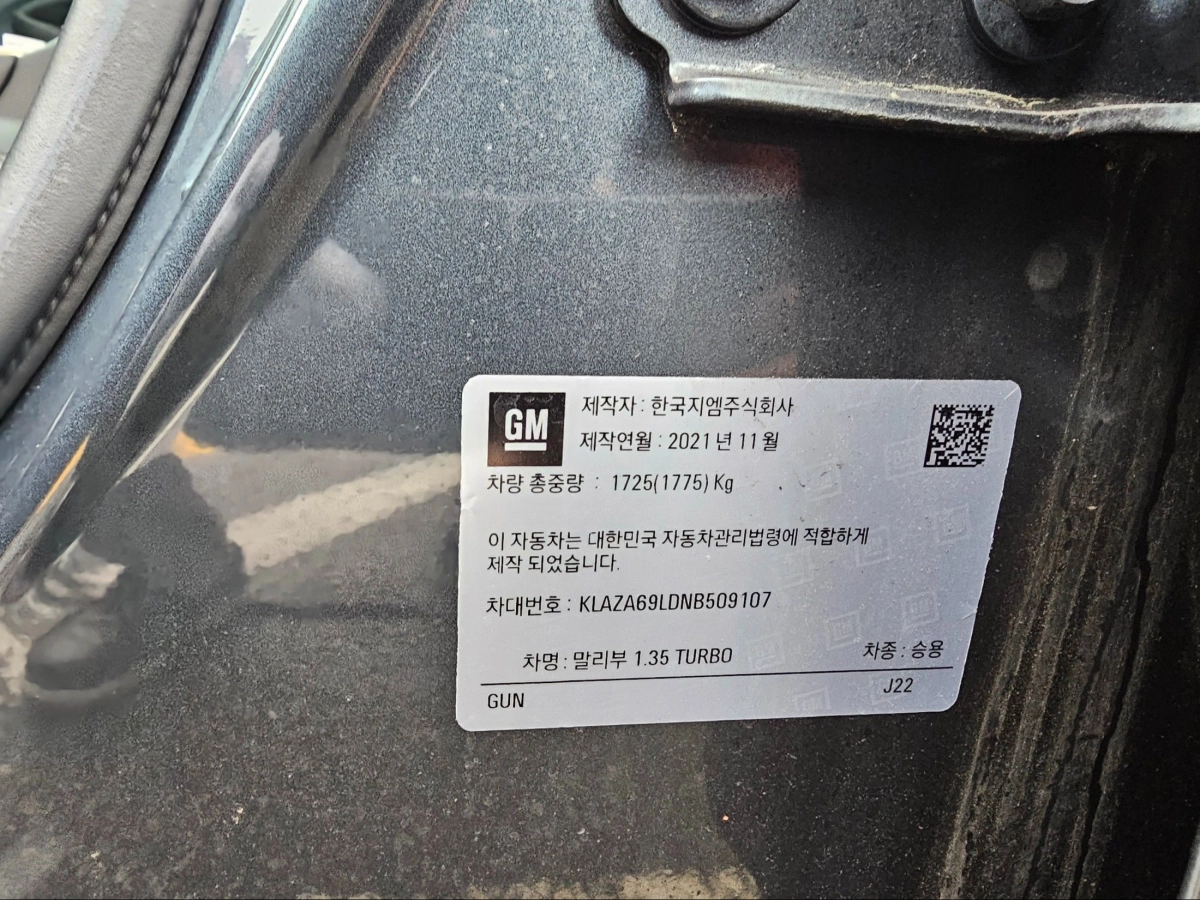 GM
제작자 : 한국지엠주식회사
제작연월 : 2021 년 11 월
차량 총중량 : 1725(1775) Kg
이 자동차는 대한민국 자동차관리법령에 적합하게
제작 되었습니다.
차대번호 : KLAZA69LDNB509107
차명 : 말리부 1.35 TURBO 차종 : 승용
GUN J22